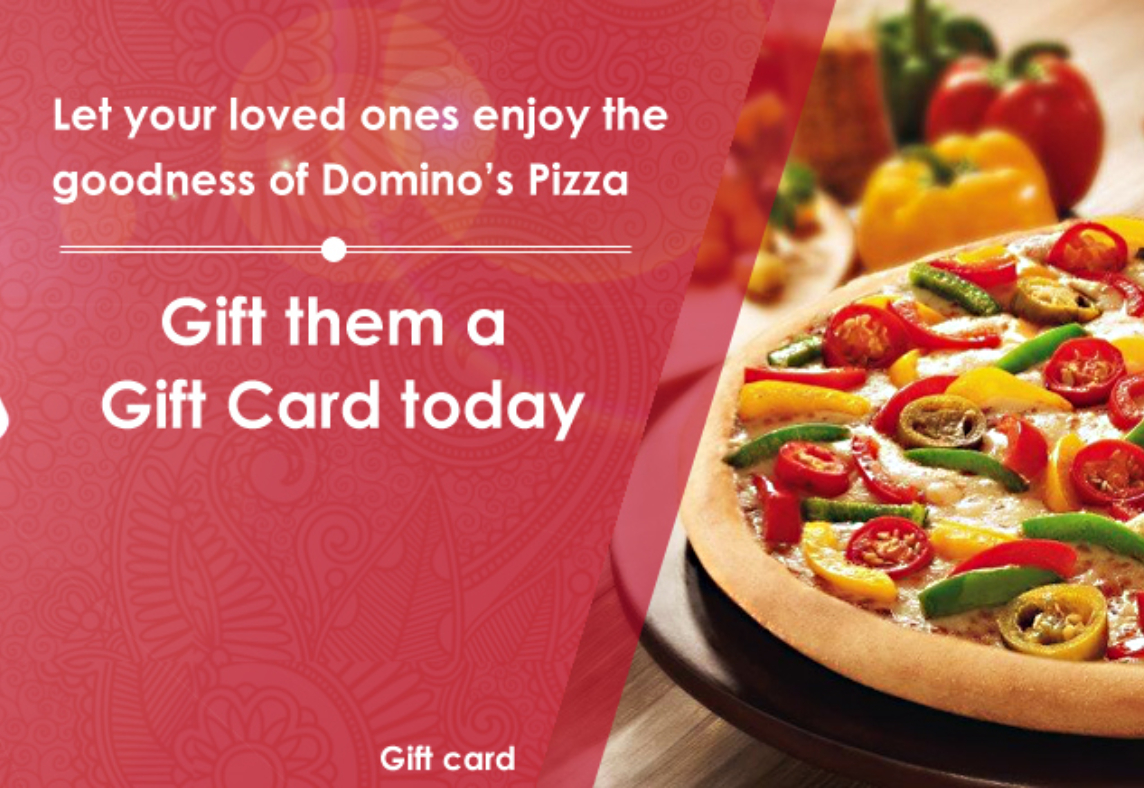 Let your loved ones enjoy the
goodness of Domino's Pizza
Gift them a
Gift Card today
Gift card